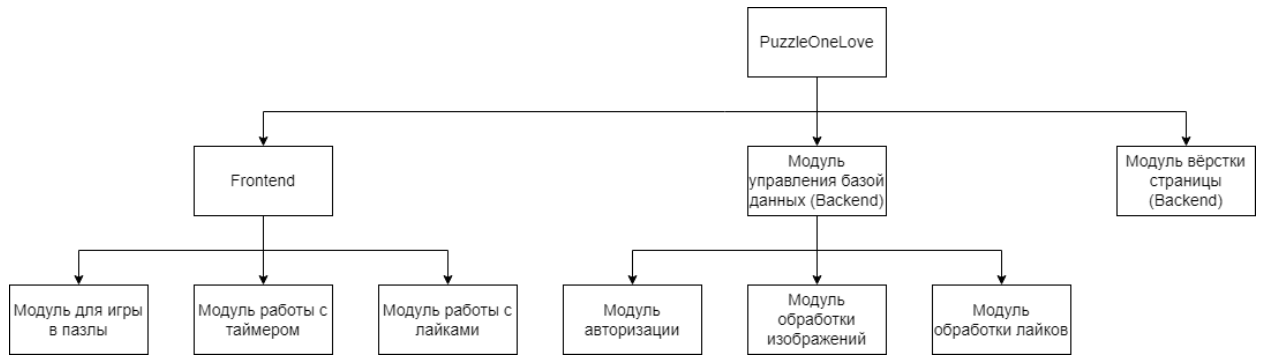 PuzzleOneLove
Frontend
Модуль
управления базой
данных (Backend)
Модуль вёрстки
страницы
(Backend)
Модуль для игры
в пазлы
Модуль работы с
таймером
Модуль работы с
лайками
Модуль
авторизации
Модуль
обработки
изображений
Модуль
обработки лайков